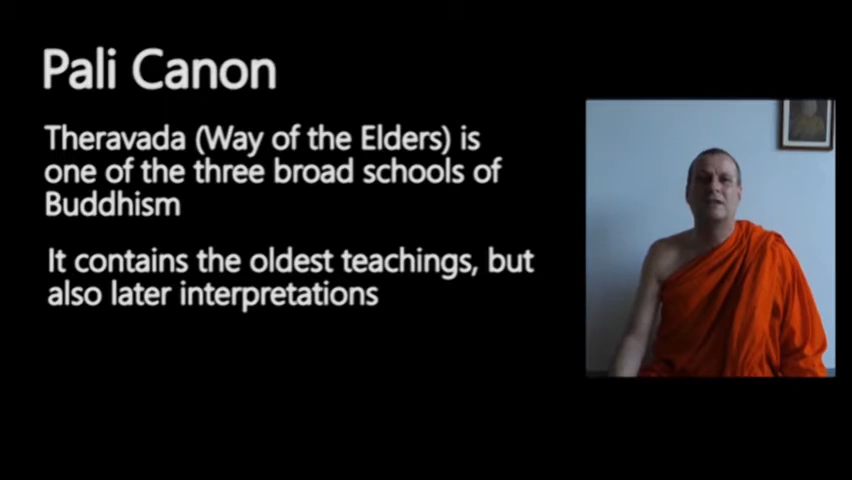 Pali Canon
Theravada (Way of the Elders) is
one of the three broad schools of
Buddhism
It contains the oldest teachings, but
also later interpretations